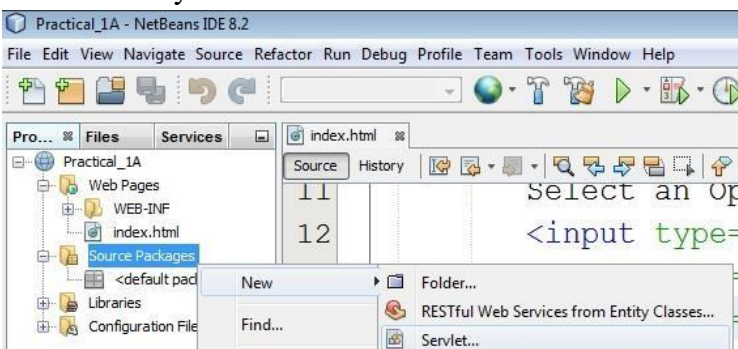 Practical_1A - NetBeans IDE 8.2
File Edit View Navigate Source Refactor Run Debug Profile Team Tools Window Help
Pro... Files Services
index.html
Practical_1A
Source History
Web Pages
11 Select an Op
WEB-INF
index.html
12 <input type=
Source Packages
<default pack
New
Folder...
Libraries
RESTful Web Services from Entity Classes...
Configuration File
Find...
Servlet...